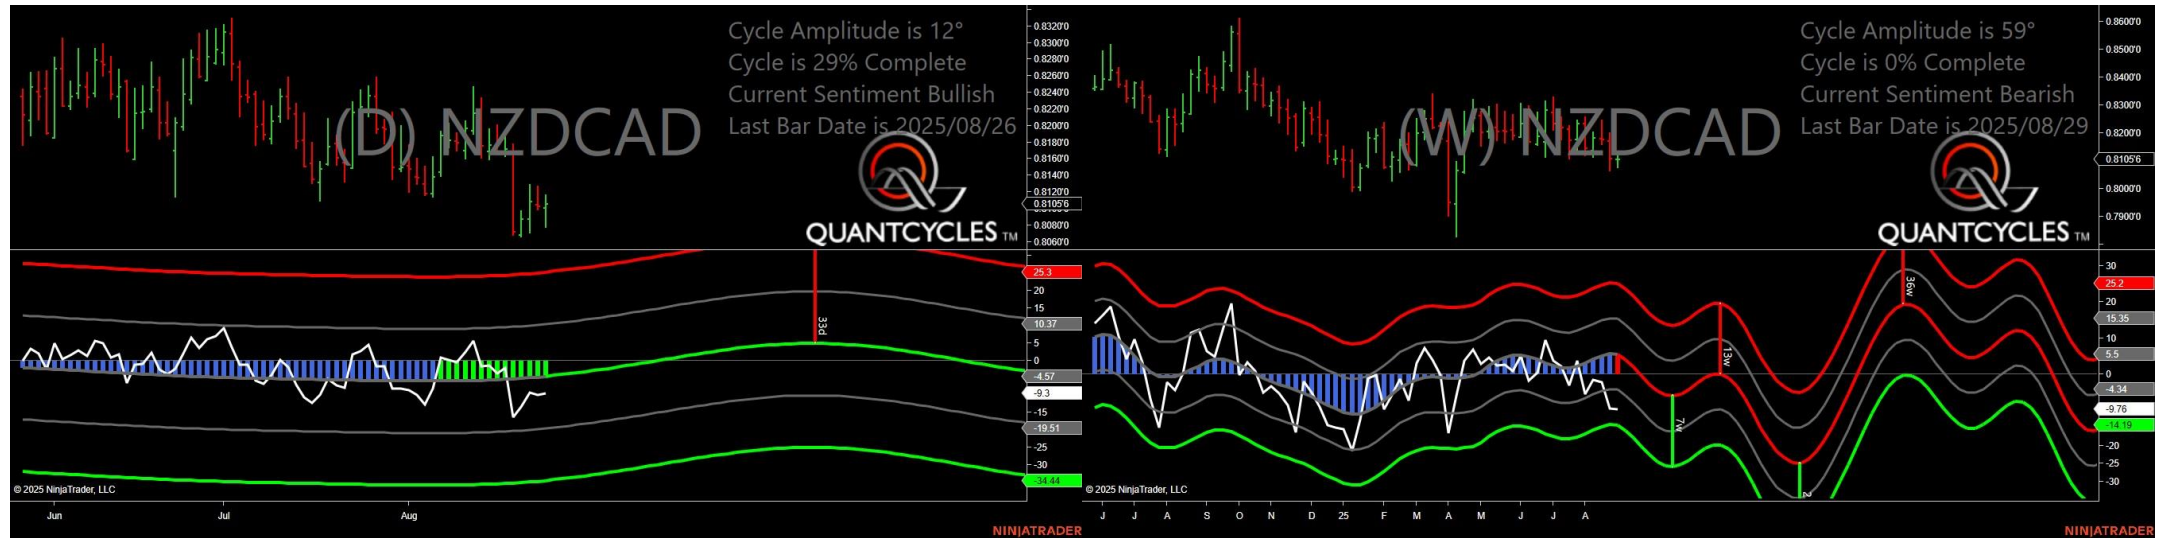 Cycle Amplitude is 12°
Cycle is 29% Complete
Current Sentiment Bullish
Last Bar Date is 2025/08/26
(D) NZDCAD
QUANTCYCLES TM
0.8320'0
0.8300'0
0.8280'0
0.8260'0
0.8240'0
0.8220'0
0.8200'0
0.8180'0
0.8160'0
0.8140'0
0.8120'0
0.8105'6
0.8080'0
0.8060'0
33d
25.3
20
15
10.37
5
0
-4.57
-9.3
-15
-19.51
-25
-30
-34.44
© 2025 NinjaTrader, LLC
Jun Jul Aug
NINJATRADER
Cycle Amplitude is 59°
Cycle is 0% Complete
Current Sentiment Bearish
Last Bar Date is 2025/08/29
(W) NZDCAD
QUANTCYCLES TM
0.8600'0
0.8500'0
0.8400'0
0.8300'0
0.8200'0
0.8105'6
0.8000'0
0.7900'0
36w
13w
7w
2
30
25.2
20
15.35
10
5.5
0
-4.34
-9.76
-14.19
-20
-25
-30
© 2025 NinjaTrader, LLC
J J A S O N D 25 F M A M J J A
NINJATRADER